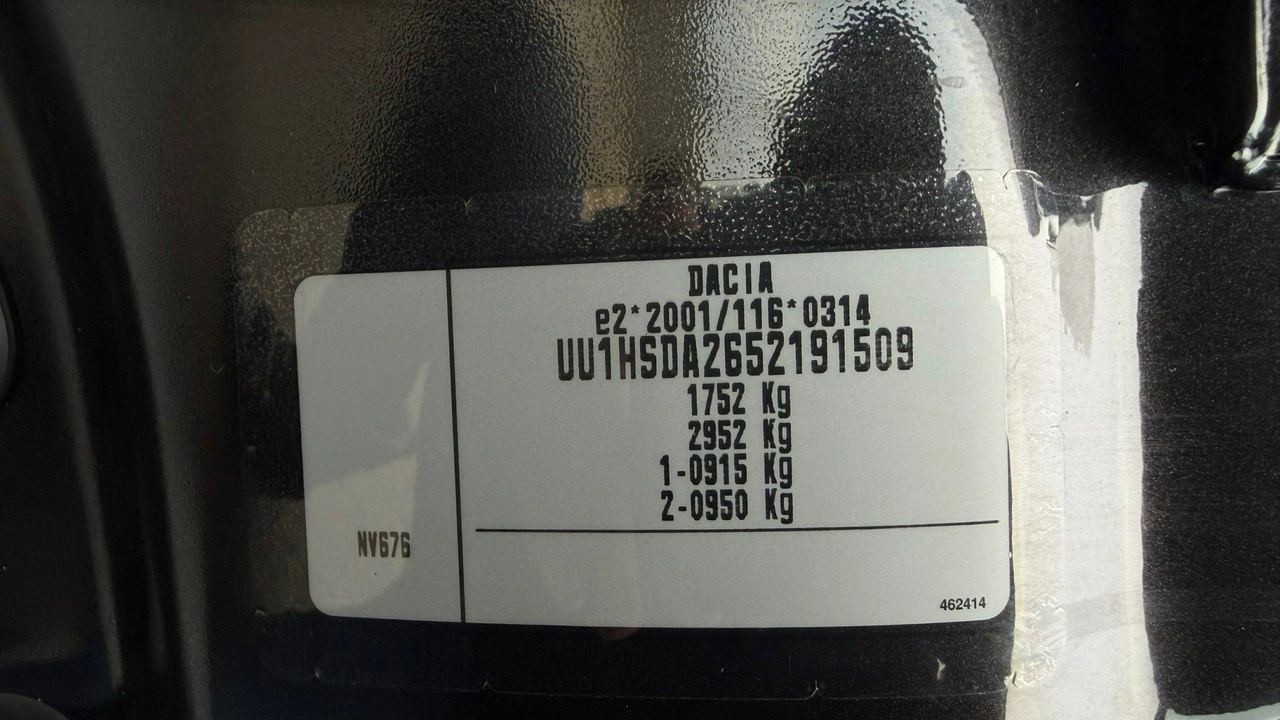 DACIA
e2*2001/116*0314
UU1HSDA2652191509
1752 Kg
2952 Kg
1-0915 Kg
2-0950 Kg
NV676
462414